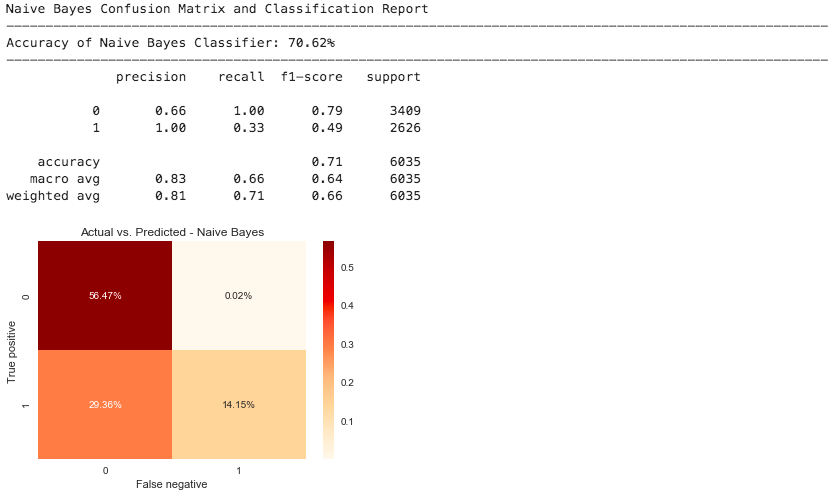 Naive Bayes Confusion Matrix and Classification Report
Accuracy of Naive Bayes Classifier: 70.62%
precision recall f1-score support
0 0.66 1.00 0.79 3409
1 1.00 0.33 0.49 2626
accuracy 0.71 6035
macro avg 0.83 0.66 0.64 6035
weighted avg 0.81 0.71 0.66 6035
Actual vs. Predicted - Naive Bayes
0.5
0 56.47% 0.02%
0.4
0.3
True positive
0.2
1 29.36% 14.15%
0.1
0 1
False negative